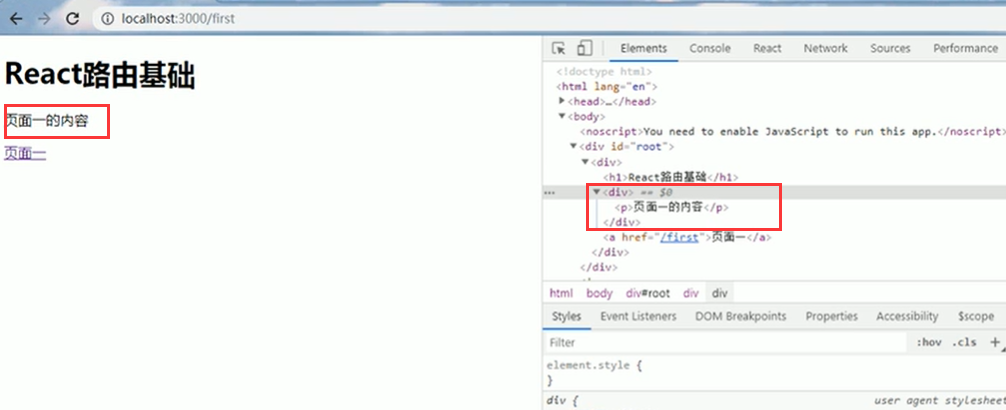 localhost:3000/first
React路由基础
页面一的内容
页面一
Elements Console React Network Sources Performance
<!doctype html>
<html lang="en">
<head>…</head>
<body>
<noscript>You need to enable JavaScript to run this app.</noscript>
<div id="root">
<div>
<h1>React路由基础</h1>
<div> == $0
<p>页面一的内容</p>
</div>
<a href="/first">页面一</a>
</div>
</div>
html body div#root div div
Styles Event Listeners DOM Breakpoints Properties Accessibility $scope
Filter :hov .cls +
element.style {
}
div { user agent stylesheet